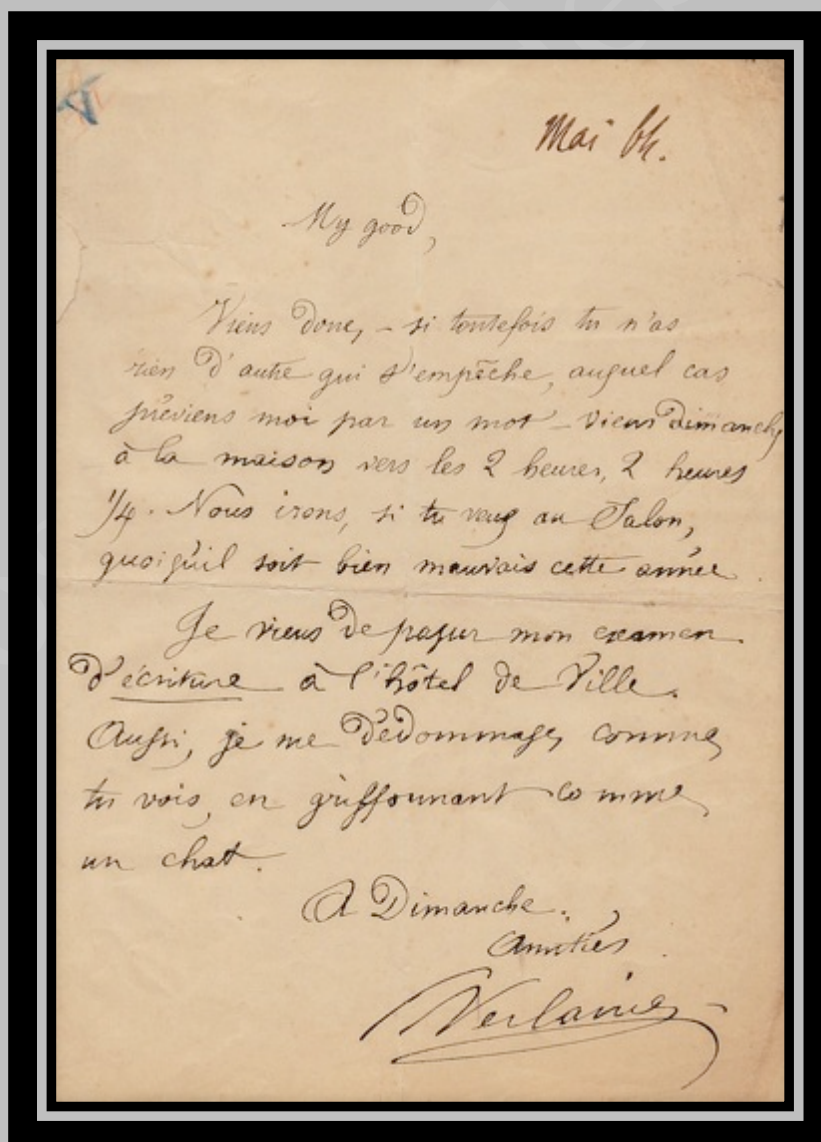 Mai 64.
My good,
Viens donc, – si toutefois tu n'as
rien d'autre qui t'empêche, auquel cas
préviens moi par un mot – viens Dimanche
à la maison vers les 2 heures, 2 heures
1/4. Nous irons, si tu veux au Salon,
quoiqu'il soit bien mauvais cette année.
Je viens de passer mon examen
d'écriture à l'hôtel de Ville.
Aussi, je me dédommage, comme
tu vois, en griffonnant comme
un chat.
A Dimanche.
Amitiés.
Verlaine